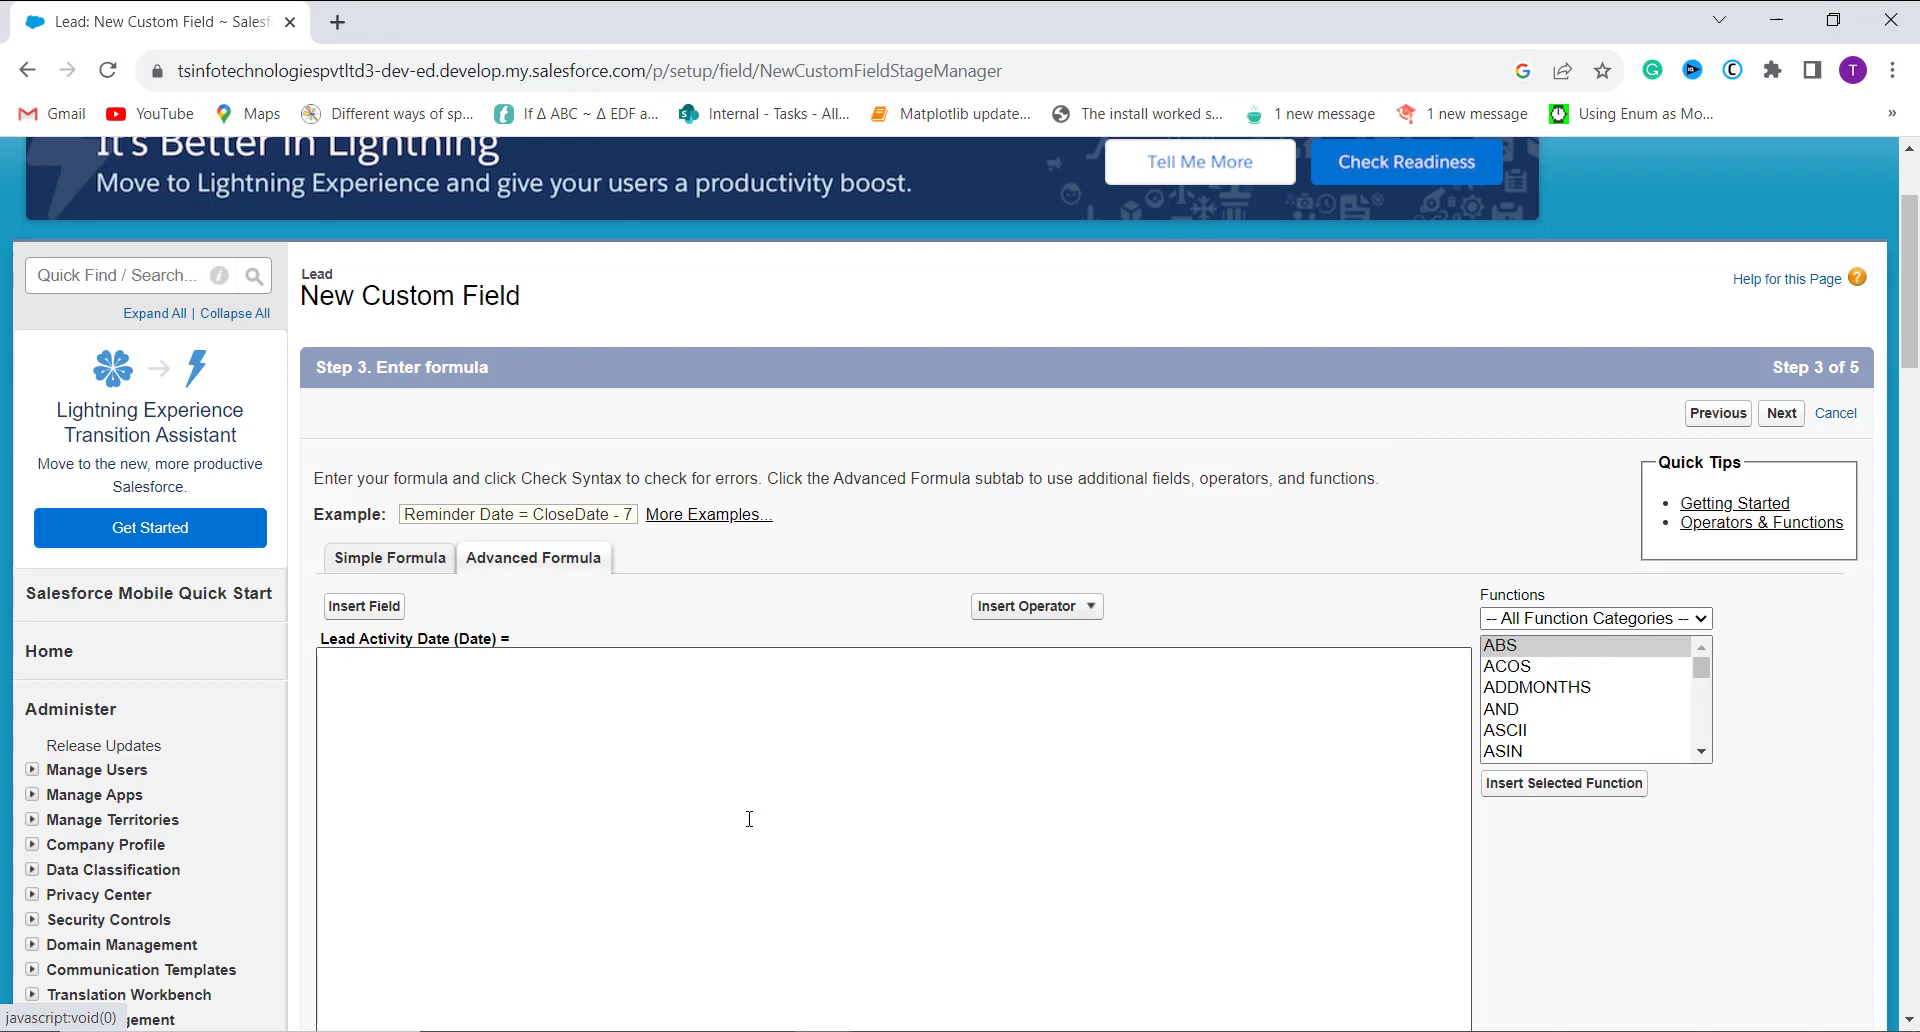 Lead: New Custom Field ~ Salesf
tsinfotechnologiespvtltd3-dev-ed.develop.my.salesforce.com/p/setup/field/NewCustomFieldStageManager
T
Gmail
YouTube
Maps
Different ways of sp...
If Δ ABC ~ Δ EDF a...
Internal - Tasks - All...
Matplotlib update...
The install worked s...
1 new message
1 new message
Using Enum as Mo...
»
It's Better in Lightning
Move to Lightning Experience and give your users a productivity boost.
Tell Me More
Check Readiness
Quick Find / Search...
Expand All | Collapse All
Lightning Experience
Transition Assistant
Move to the new, more productive
Salesforce.
Get Started
Salesforce Mobile Quick Start
Home
Administer
Release Updates
Manage Users
Manage Apps
Manage Territories
Company Profile
Data Classification
Privacy Center
Security Controls
Domain Management
Communication Templates
Translation Workbench
gement
javascript:void(0)
Lead
New Custom Field
Help for this Page
Step 3. Enter formula
Step 3 of 5
Previous
Next
Cancel
Enter your formula and click Check Syntax to check for errors. Click the Advanced Formula subtab to use additional fields, operators, and functions.
Example: Reminder Date = CloseDate - 7 More Examples...
Quick Tips
• Getting Started
• Operators & Functions
Simple Formula
Advanced Formula
Insert Field
Insert Operator
Lead Activity Date (Date) =
Functions
-- All Function Categories --
ABS
ACOS
ADDMONTHS
AND
ASCII
ASIN
Insert Selected Function